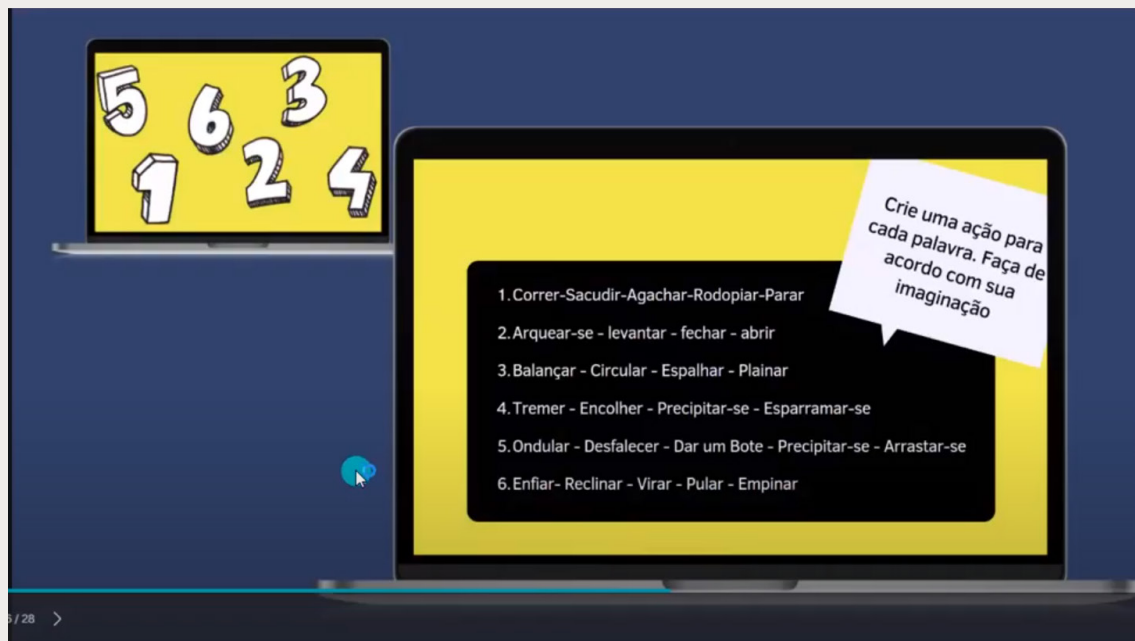 5 6 3
1 2 4
Crie uma ação para
cada palavra. Faça de
acordo com sua
imaginação
1. Correr-Sacudir-Agachar-Rodopiar-Parar
2. Arquear-se - levantar - fechar - abrir
3. Balançar - Circular - Espalhar - Plainar
4. Tremer - Encolher - Precipitar-se - Esparramar-se
5. Ondular - Desfalecer - Dar um Bote - Precipitar-se - Arrastar-se
6. Enfiar- Reclinar - Virar - Pular - Empinar
/ 28